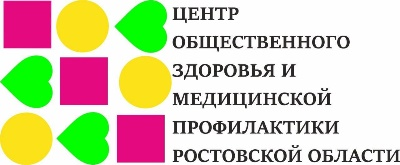 ЦЕНТР
ОБЩЕСТВЕННОГО
ЗДОРОВЬЯ И
МЕДИЦИНСКОЙ
ПРОФИЛАКТИКИ
РОСТОВСКОЙ ОБЛАСТИ